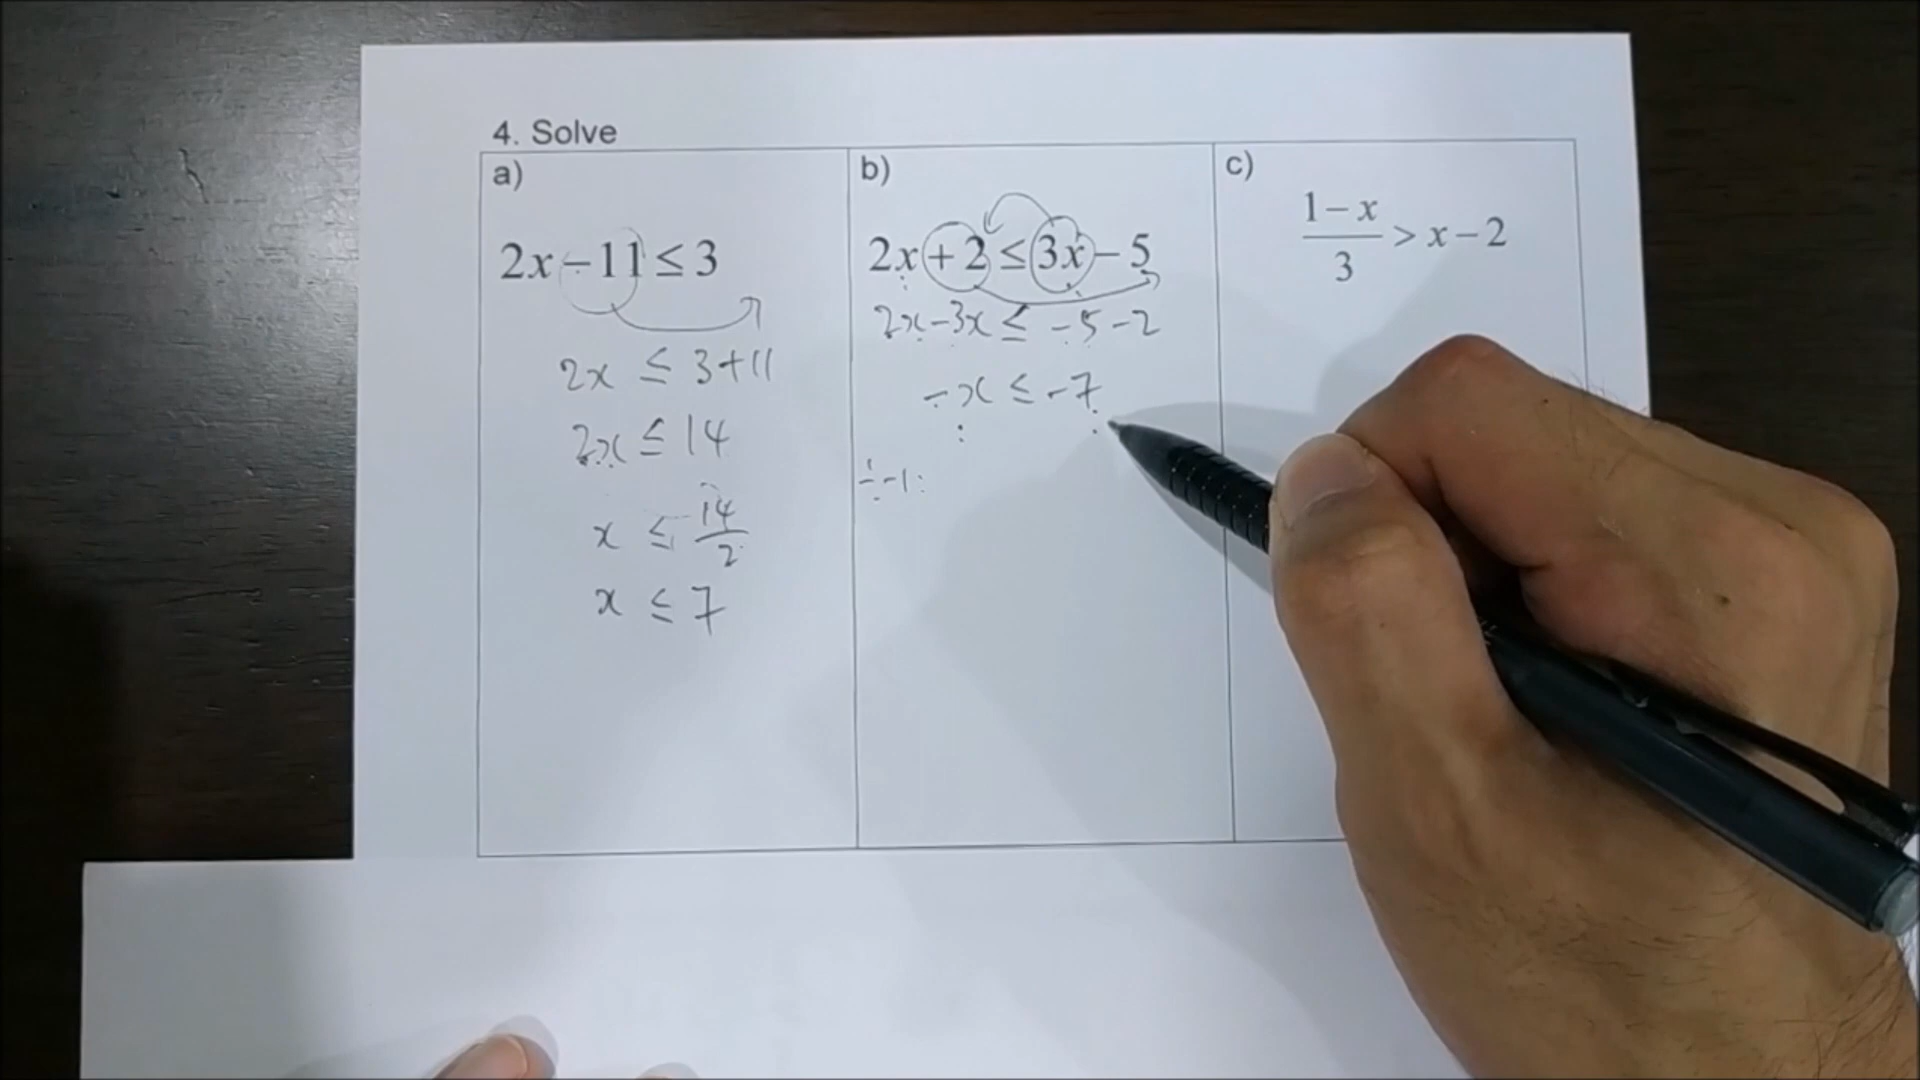 4. Solve
a)
2x − 11 ≤ 3
2x ≤ 3+11
2x ≤ 14
x ≤ 14/2
x ≤ 7
b)
2x + 2 ≤ 3x − 5
2x-3x ≤ -5-2
-x ≤ -7
÷-1:
c)
(1 − x)/3 > x − 2